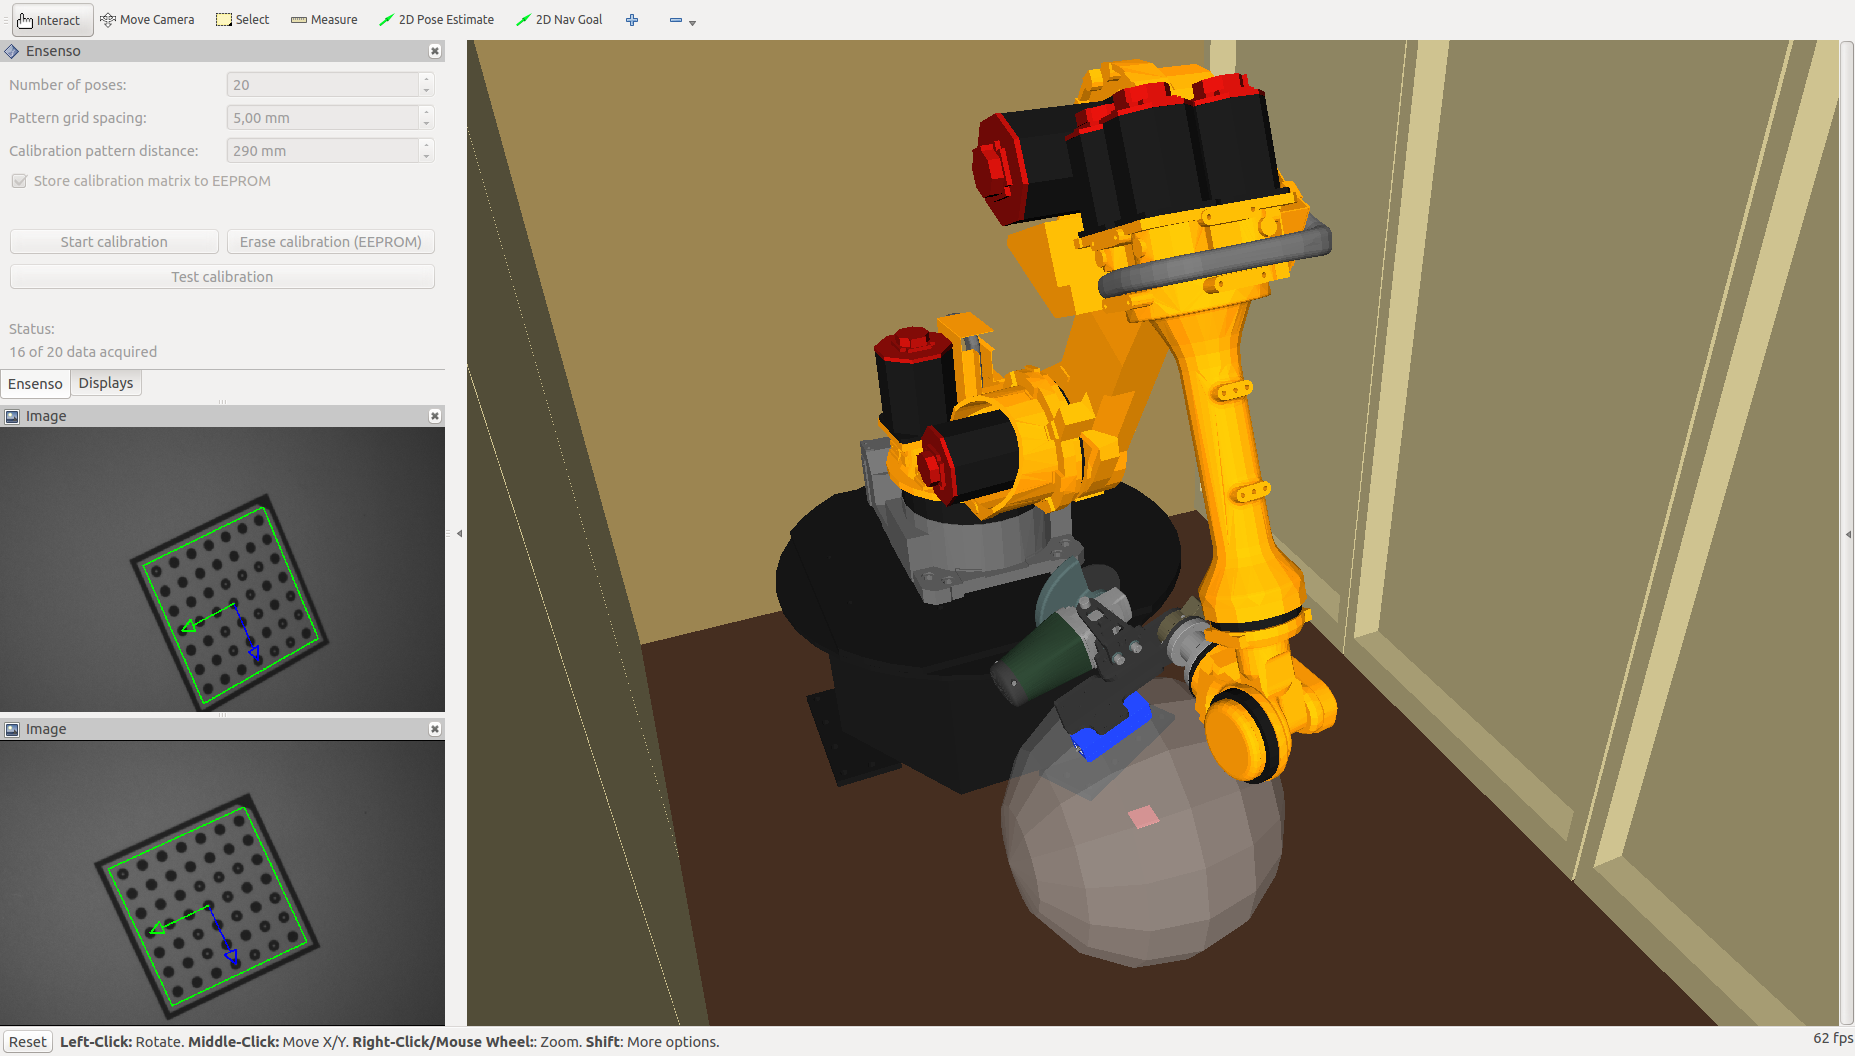 Interact Move Camera Select Measure 2D Pose Estimate 2D Nav Goal
Ensenso
Number of poses: 20
Pattern grid spacing: 5,00 mm
Calibration pattern distance: 290 mm
Store calibration matrix to EEPROM
Start calibration Erase calibration (EEPROM)
Test calibration
Status:
16 of 20 data acquired
Ensenso Displays
Image
Image
Reset Left-Click: Rotate. Middle-Click: Move X/Y. Right-Click/Mouse Wheel:: Zoom. Shift: More options. 62 fps